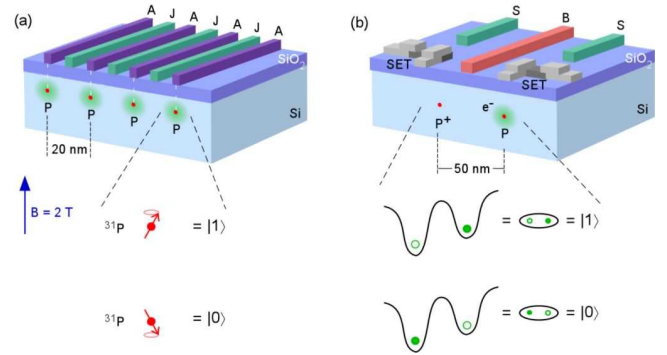 (a)
A J A J A J A
SiO2
Si
P P P P
20 nm
B = 2 T
31P = |1⟩
31P = |0⟩
(b)
S B S
SET SET
SiO2
Si
e-
P+ P
50 nm
= = |1⟩
= = |0⟩